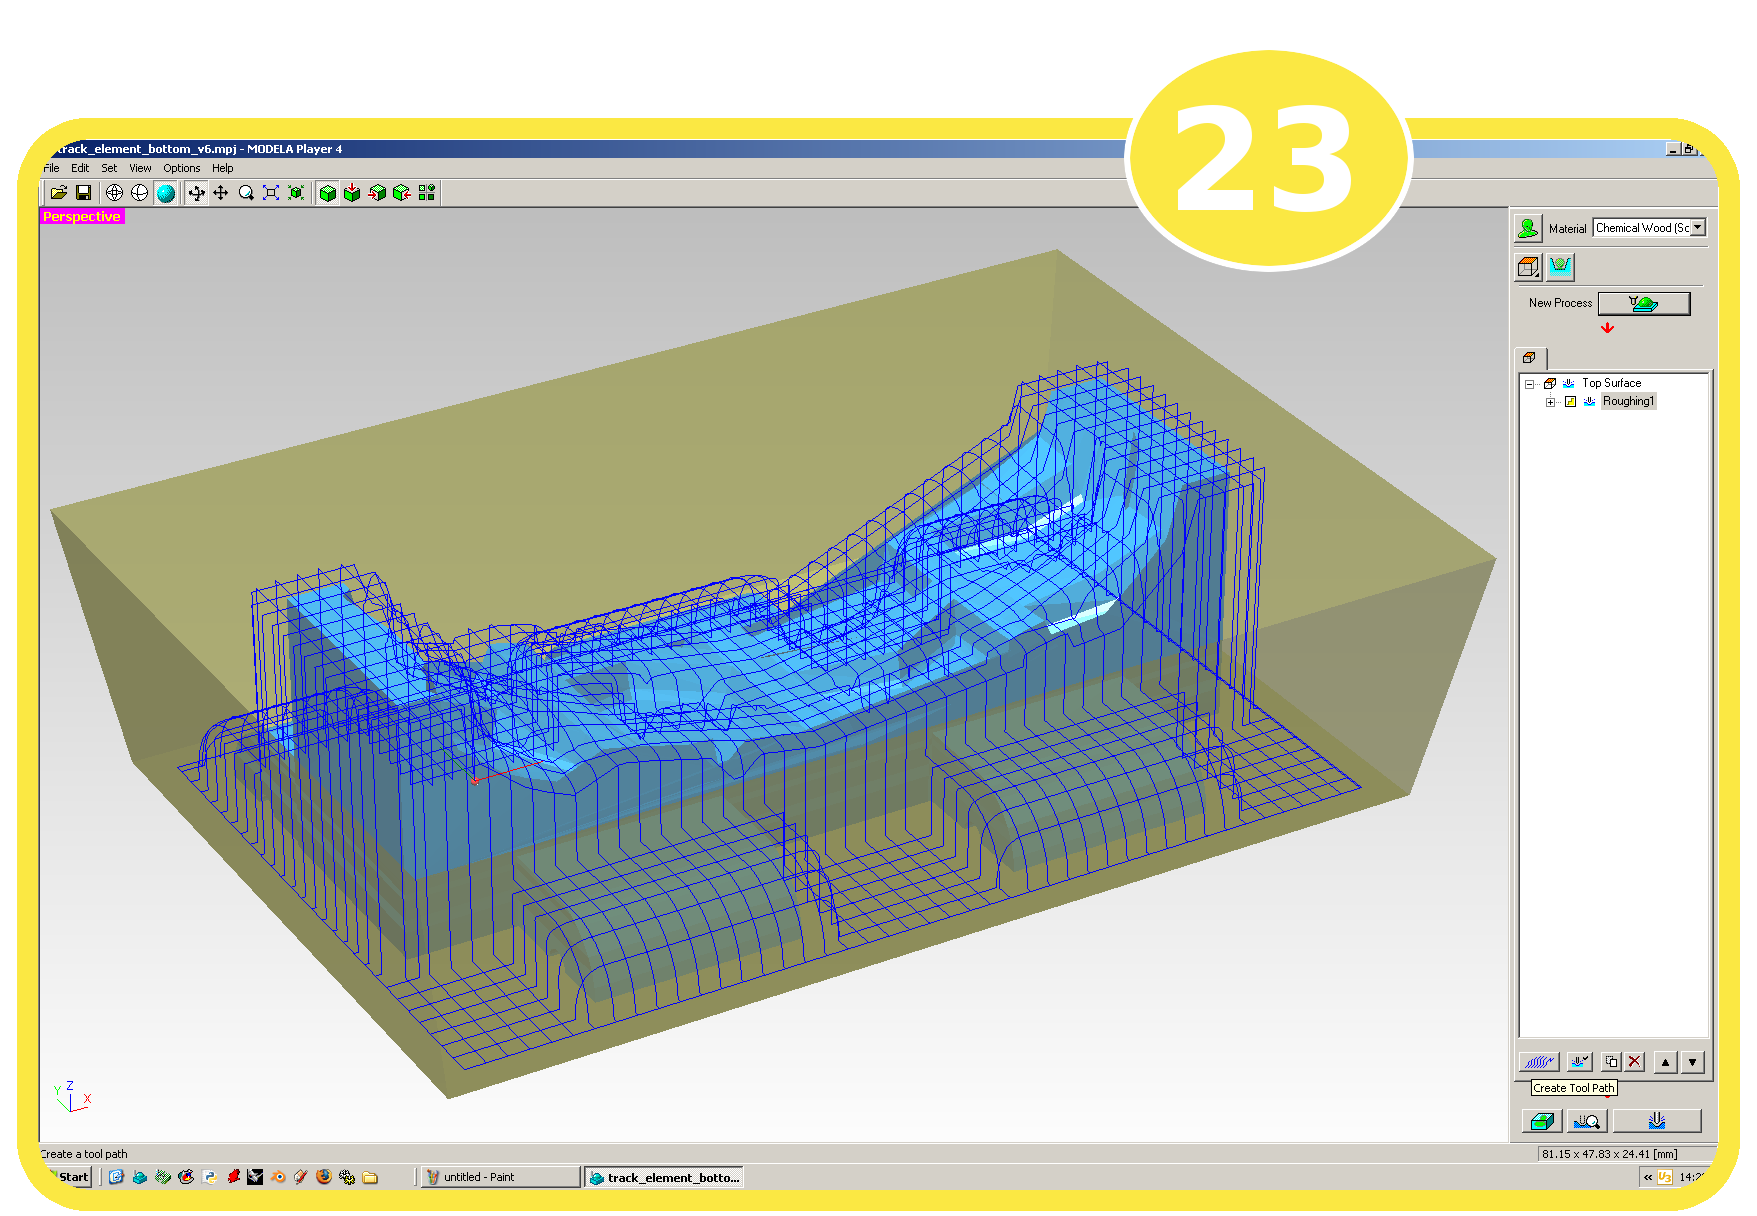 23
track_element_bottom_v6.mpj - MODELA Player 4
File Edit Set View Options Help
Perspective
Material Chemical Wood (Sc
New Process
Top Surface
Roughing1
Create Tool Path
Z
Y
X
Create a tool path
81.15 x 47.83 x 24.41 [mm]
Start
untitled - Paint
track_element_botto...
«